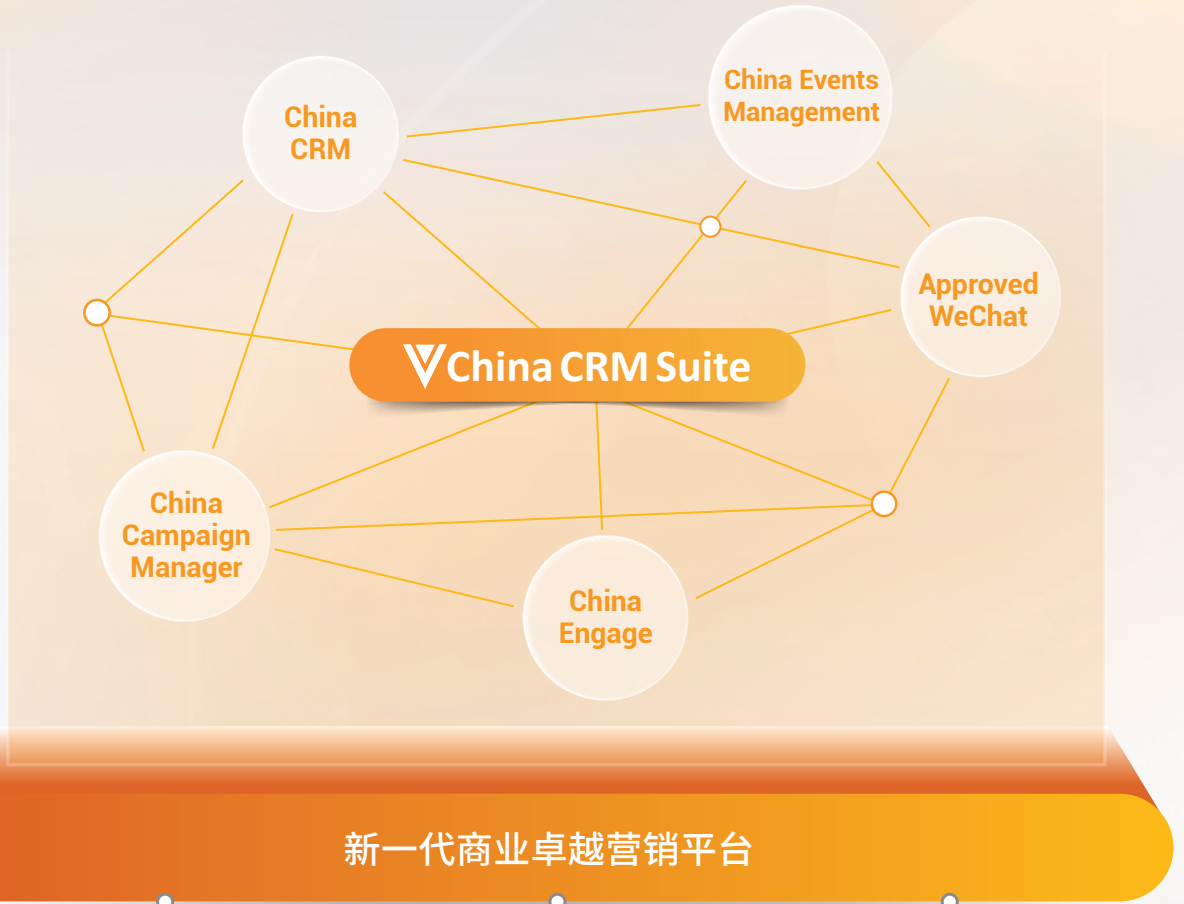 China
CRM
China Events
Management
Approved
WeChat
China CRM Suite
China
Campaign
Manager
China
Engage
新一代商业卓越营销平台